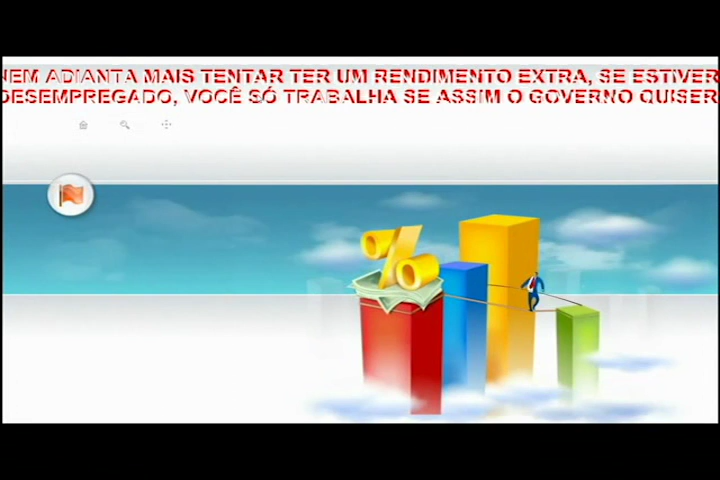 NEM ADIANTA MAIS TENTAR TER UM RENDIMENTO EXTRA, SE ESTIVER
DESEMPREGADO, VOCÊ SÓ TRABALHA SE ASSIM O GOVERNO QUISER
%